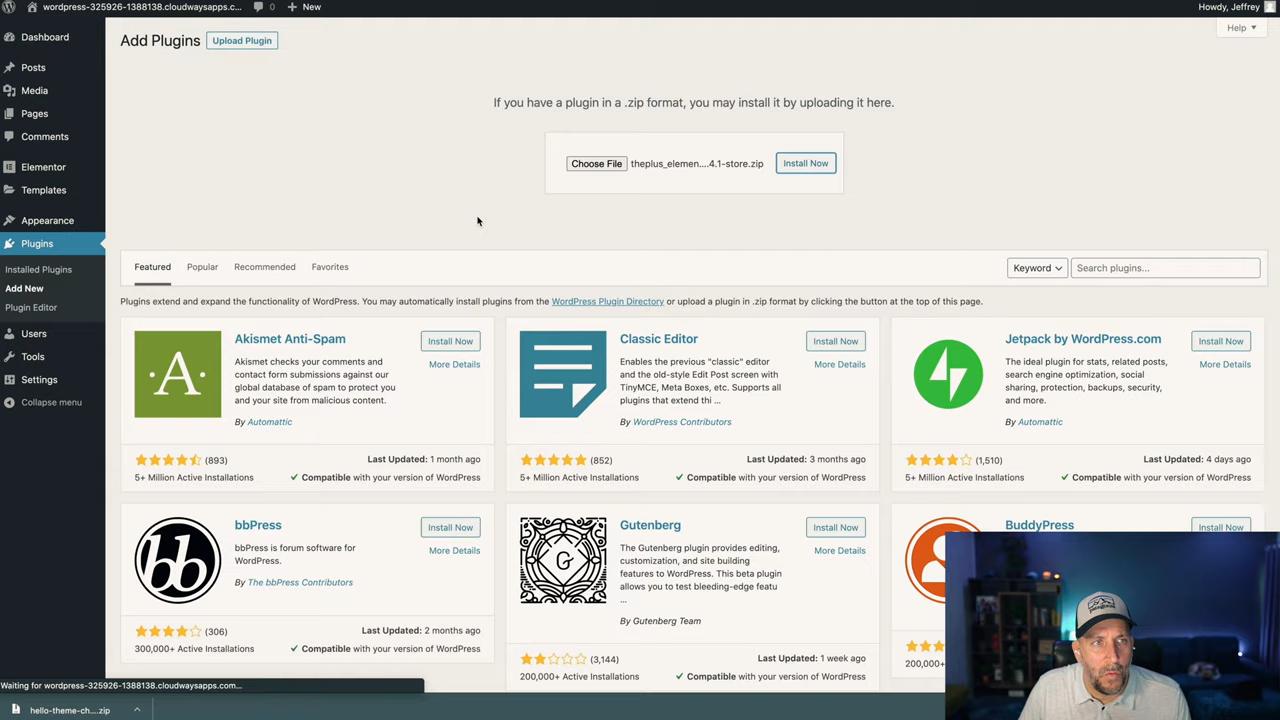 wordpress-325926-1388138.cloudwaysapps.c...
0
New
Howdy, Jeffrey
Dashboard
Posts
Media
Pages
Comments
Elementor
Templates
Appearance
Plugins
Installed Plugins
Add New
Plugin Editor
Users
Tools
Settings
Collapse menu
Add Plugins
Upload Plugin
Help
If you have a plugin in a .zip format, you may install it by uploading it here.
Choose File theplus_elemen....4.1-store.zip
Install Now
Featured
Popular
Recommended
Favorites
Keyword
Search plugins...
Plugins extend and expand the functionality of WordPress. You may automatically install plugins from the WordPress Plugin Directory or upload a plugin in .zip format by clicking the button at the top of this page.
Akismet Anti-Spam
Install Now
More Details
Akismet checks your comments and
contact form submissions against our
global database of spam to protect you
and your site from malicious content.
By Automattic
(893)
Last Updated: 1 month ago
5+ Million Active Installations
Compatible with your version of WordPress
Classic Editor
Install Now
More Details
Enables the previous "classic" editor
and the old-style Edit Post screen with
TinyMCE, Meta Boxes, etc. Supports all
plugins that extend thi ...
By WordPress Contributors
(852)
Last Updated: 3 months ago
5+ Million Active Installations
Compatible with your version of WordPress
Jetpack by WordPress.com
Install Now
More Details
The ideal plugin for stats, related posts,
search engine optimization, social
sharing, protection, backups, security,
and more.
By Automattic
(1,510)
Last Updated: 4 days ago
5+ Million Active Installations
Compatible with your version of WordPress
bbPress
Install Now
More Details
bbPress is forum software for
WordPress.
By The bbPress Contributors
(306)
Last Updated: 2 months ago
300,000+ Active Installations
Compatible with your version of WordPress
Gutenberg
Install Now
More Details
The Gutenberg plugin provides editing,
customization, and site building
features to WordPress. This beta plugin
allows you to test bleeding-edge featu
...
By Gutenberg Team
(3,144)
Last Updated: 1 week ago
200,000+ Active Installations
Compatible with your version of WordPress
BuddyPress
Install Now
200,000+
Waiting for wordpress-325926-1388138.cloudwaysapps.com...
hello-theme-ch....zip